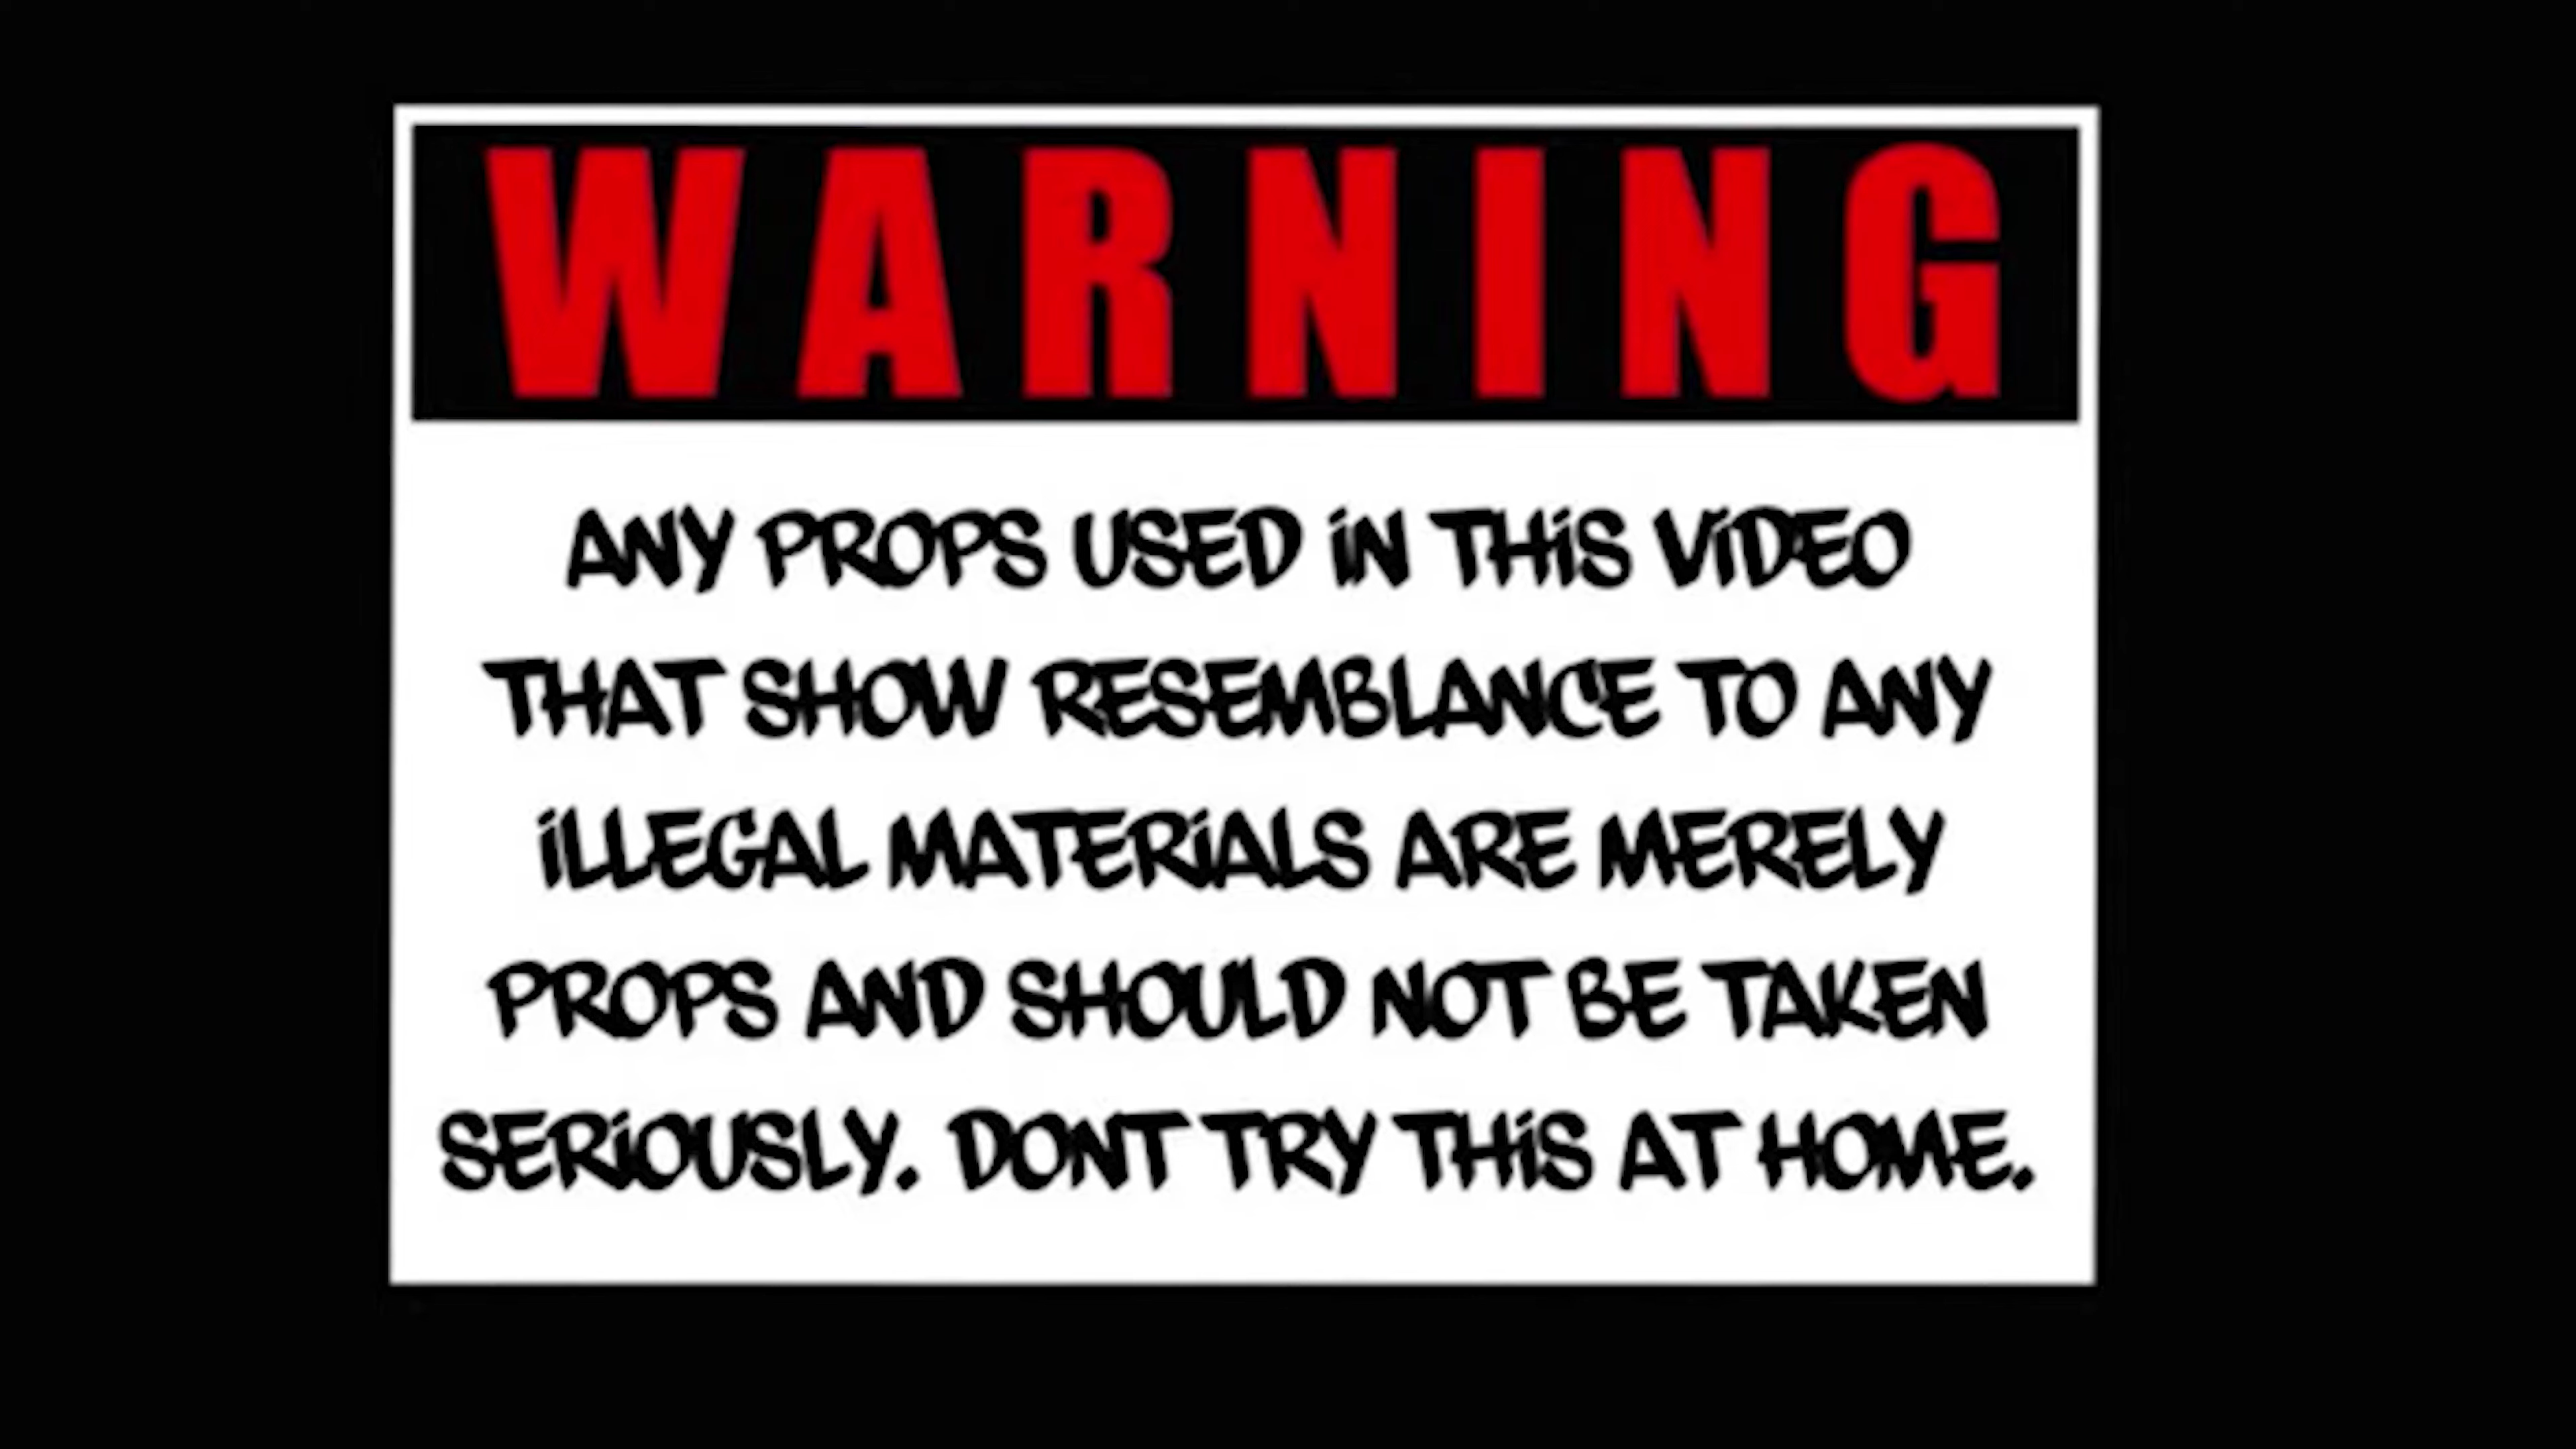 WARNING
ANY PROPS USED iN THiS ViDEO
THAT SHOW RESEMBLANCE TO ANY
iLLEGAL MATERiALS ARE MERELY
PROPS AND SHOULD NOT BE TAKEN
SERiOUSLY. DONT TRY THiS AT HOME.